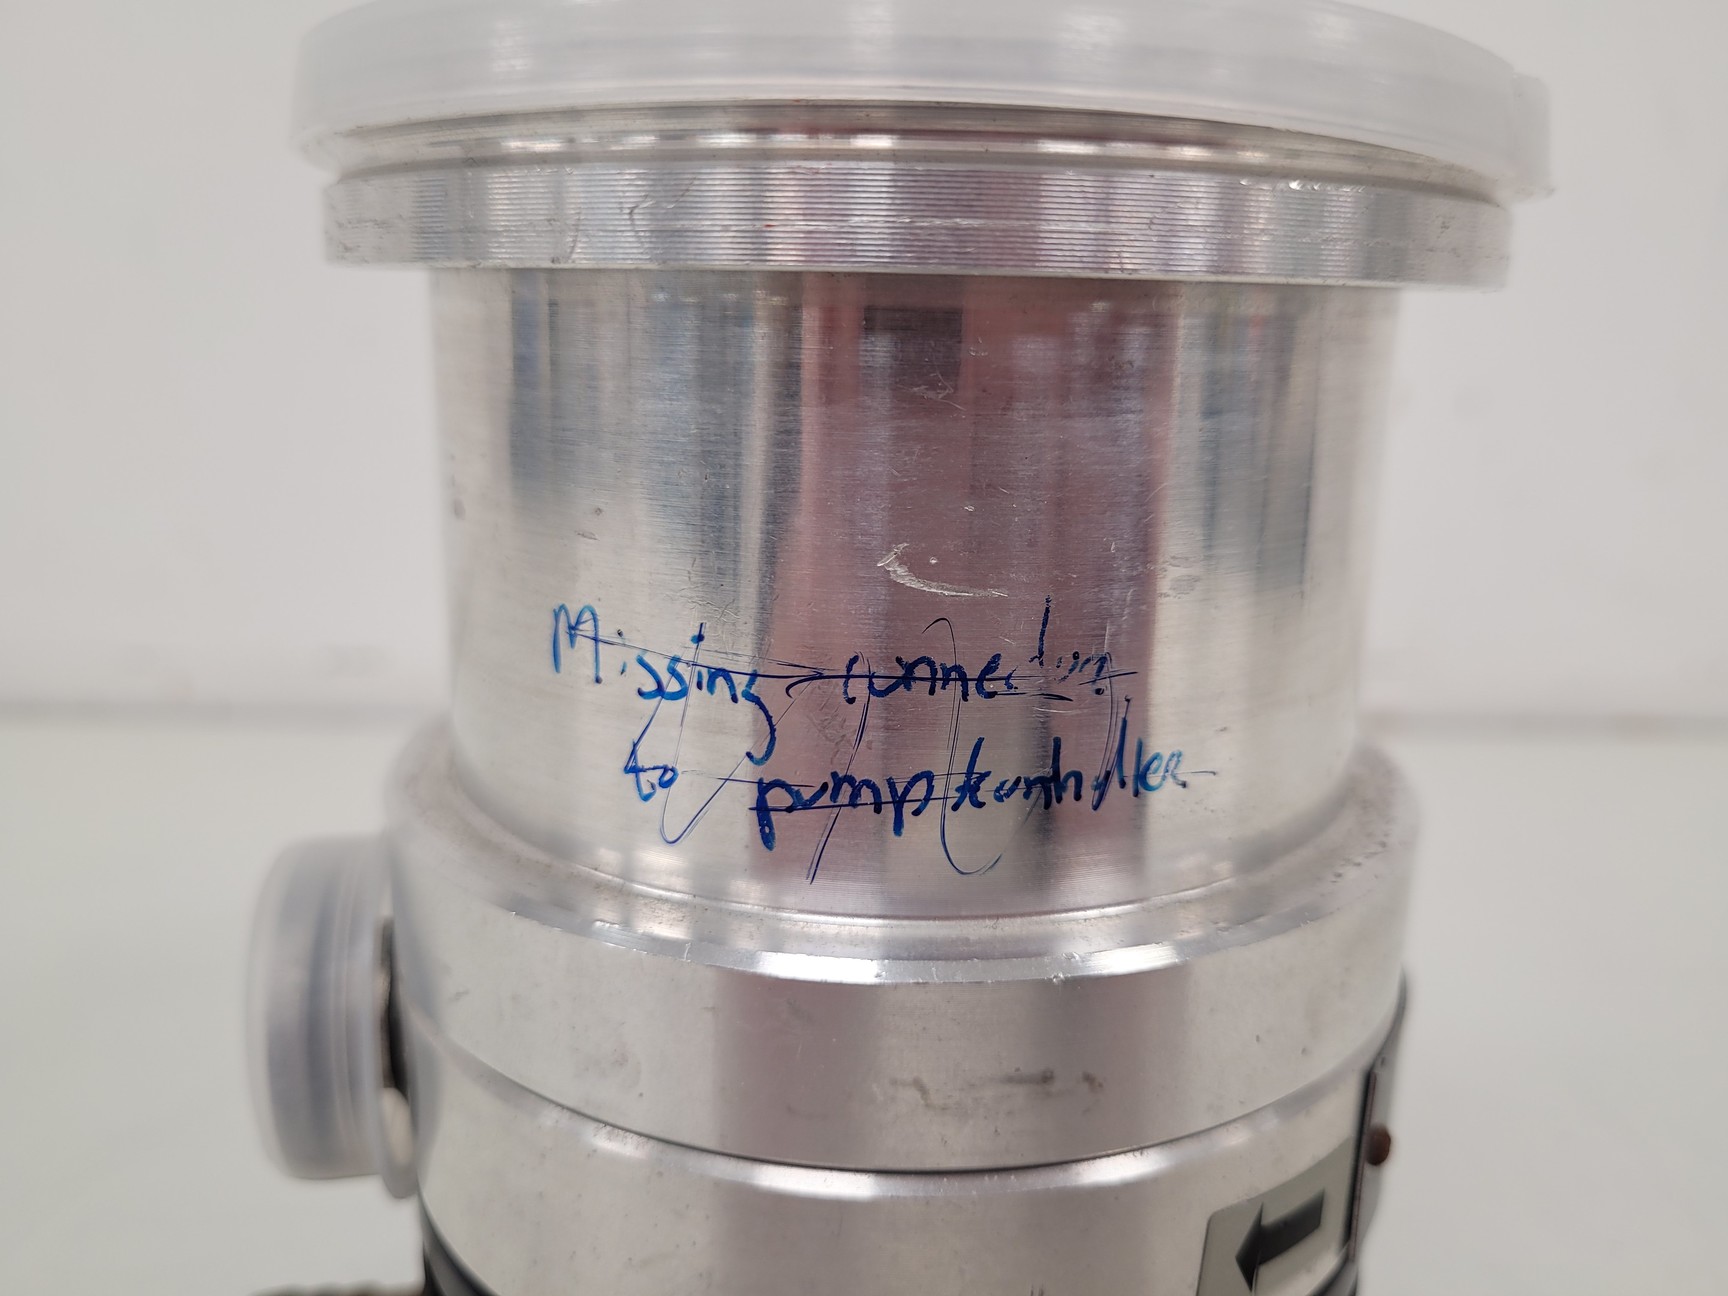 Missing connection
to pump controller